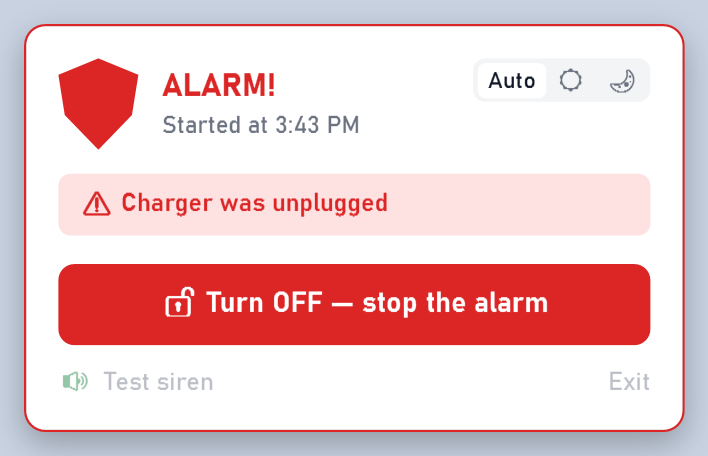 ALARM!
Auto
Started at 3:43 PM
Charger was unplugged
Turn OFF — stop the alarm
Test siren
Exit